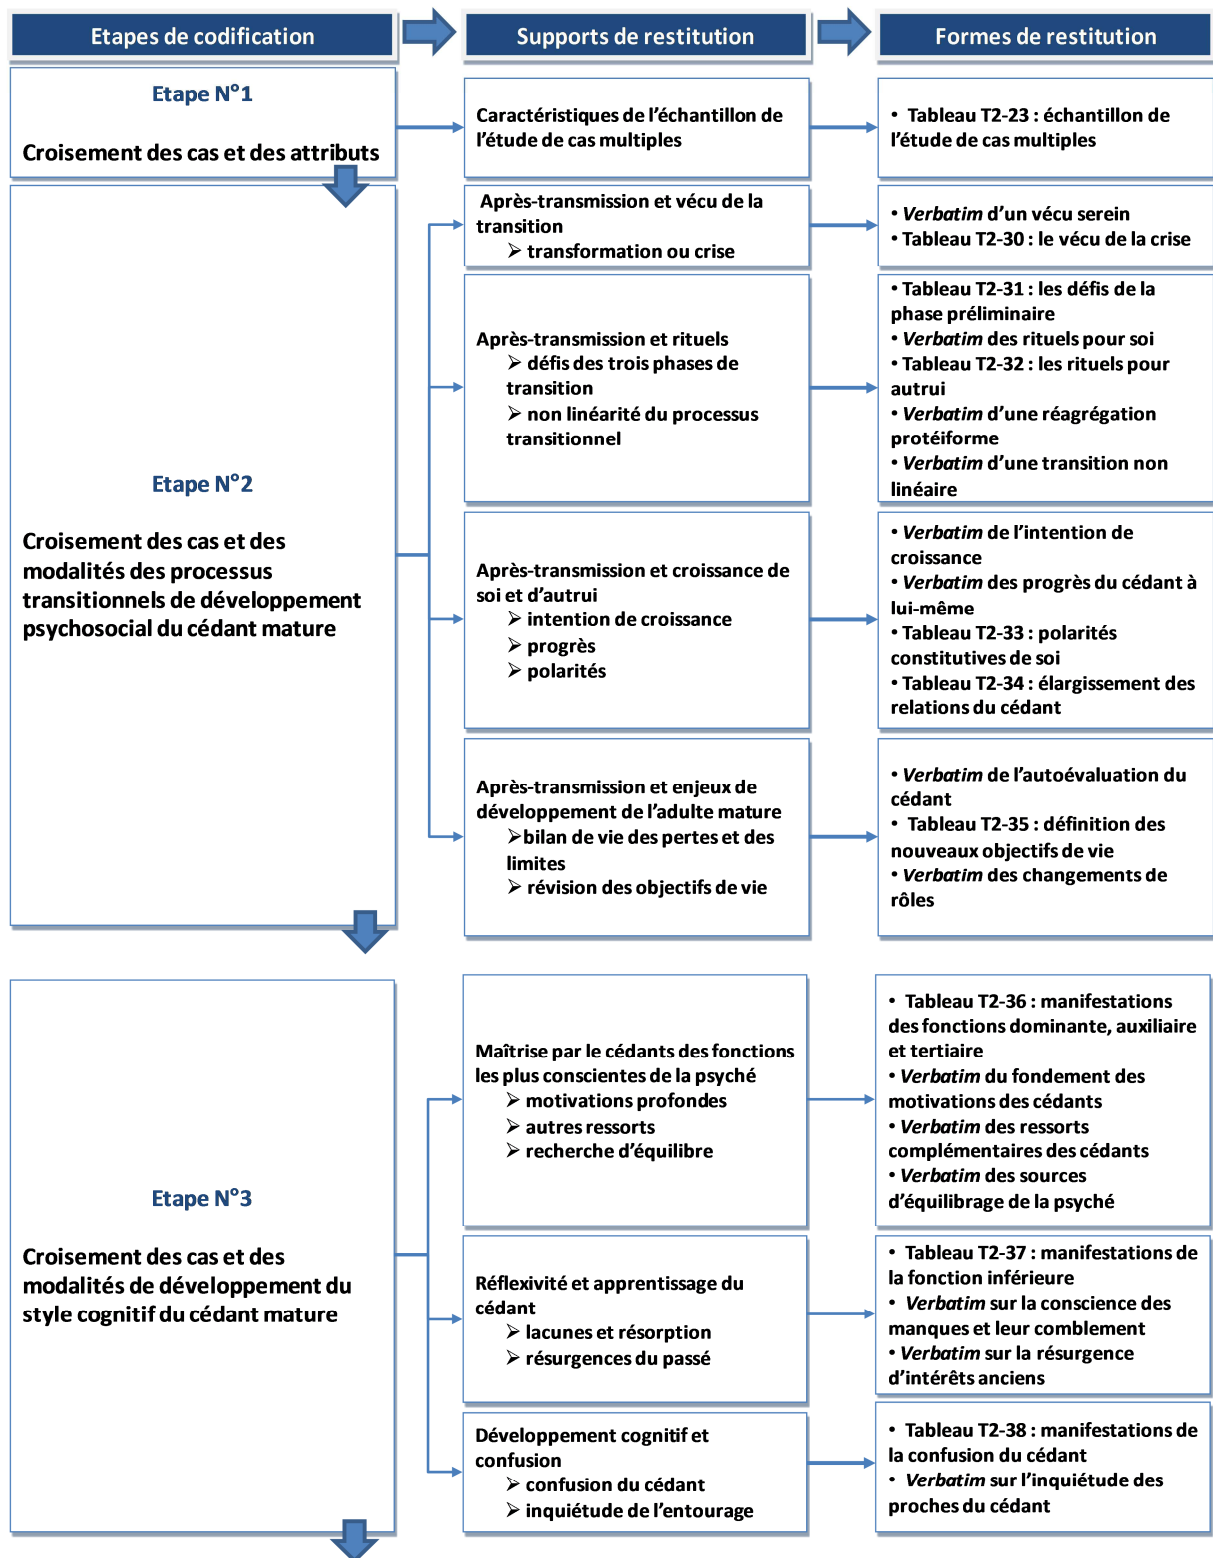 Etapes de codification
Supports de restitution
Formes de restitution
Etape N°1
Croisement des cas et des attributs
Caractéristiques de l'échantillon de
l'étude de cas multiples
• Tableau T2-23 : échantillon de
l'étude de cas multiples
Etape N°2
Croisement des cas et des
modalités des processus
transitionnels de développement
psychosocial du cédant mature
Après-transmission et vécu de la
transition
➢ transformation ou crise
• Verbatim d'un vécu serein
• Tableau T2-30 : le vécu de la crise
Après-transmission et rituels
➢ défis des trois phases de
transition
➢ non linéarité du processus
transitionnel
• Tableau T2-31 : les défis de la
phase préliminaire
• Verbatim des rituels pour soi
• Tableau T2-32 : les rituels pour
autrui
• Verbatim d'une réagrégation
protéiforme
• Verbatim d'une transition non
linéaire
Après-transmission et croissance de
soi et d'autrui
➢ intention de croissance
➢ progrès
➢ polarités
• Verbatim de l'intention de
croissance
• Verbatim des progrès du cédant à
lui-même
• Tableau T2-33 : polarités
constitutives de soi
• Tableau T2-34 : élargissement des
relations du cédant
Après-transmission et enjeux de
développement de l'adulte mature
➢bilan de vie des pertes et des
limites
➢ révision des objectifs de vie
• Verbatim de l'autoévaluation du
cédant
• Tableau T2-35 : définition des
nouveaux objectifs de vie
• Verbatim des changements de
rôles
Etape N°3
Croisement des cas et des
modalités de développement du
style cognitif du cédant mature
Maîtrise par le cédants des fonctions
les plus conscientes de la psyché
➢ motivations profondes
➢ autres ressorts
➢ recherche d'équilibre
• Tableau T2-36 : manifestations
des fonctions dominante, auxiliaire
et tertiaire
• Verbatim du fondement des
motivations des cédants
• Verbatim des ressorts
complémentaires des cédants
• Verbatim des sources
d'équilibrage de la psyché
Réflexivité et apprentissage du
cédant
➢ lacunes et résorption
➢ résurgences du passé
• Tableau T2-37 : manifestations de
la fonction inférieure
• Verbatim sur la conscience des
manques et leur comblement
• Verbatim sur la résurgence
d'intérêts anciens
Développement cognitif et
confusion
➢ confusion du cédant
➢ inquiétude de l'entourage
• Tableau T2-38 : manifestations de
la confusion du cédant
• Verbatim sur l'inquiétude des
proches du cédant